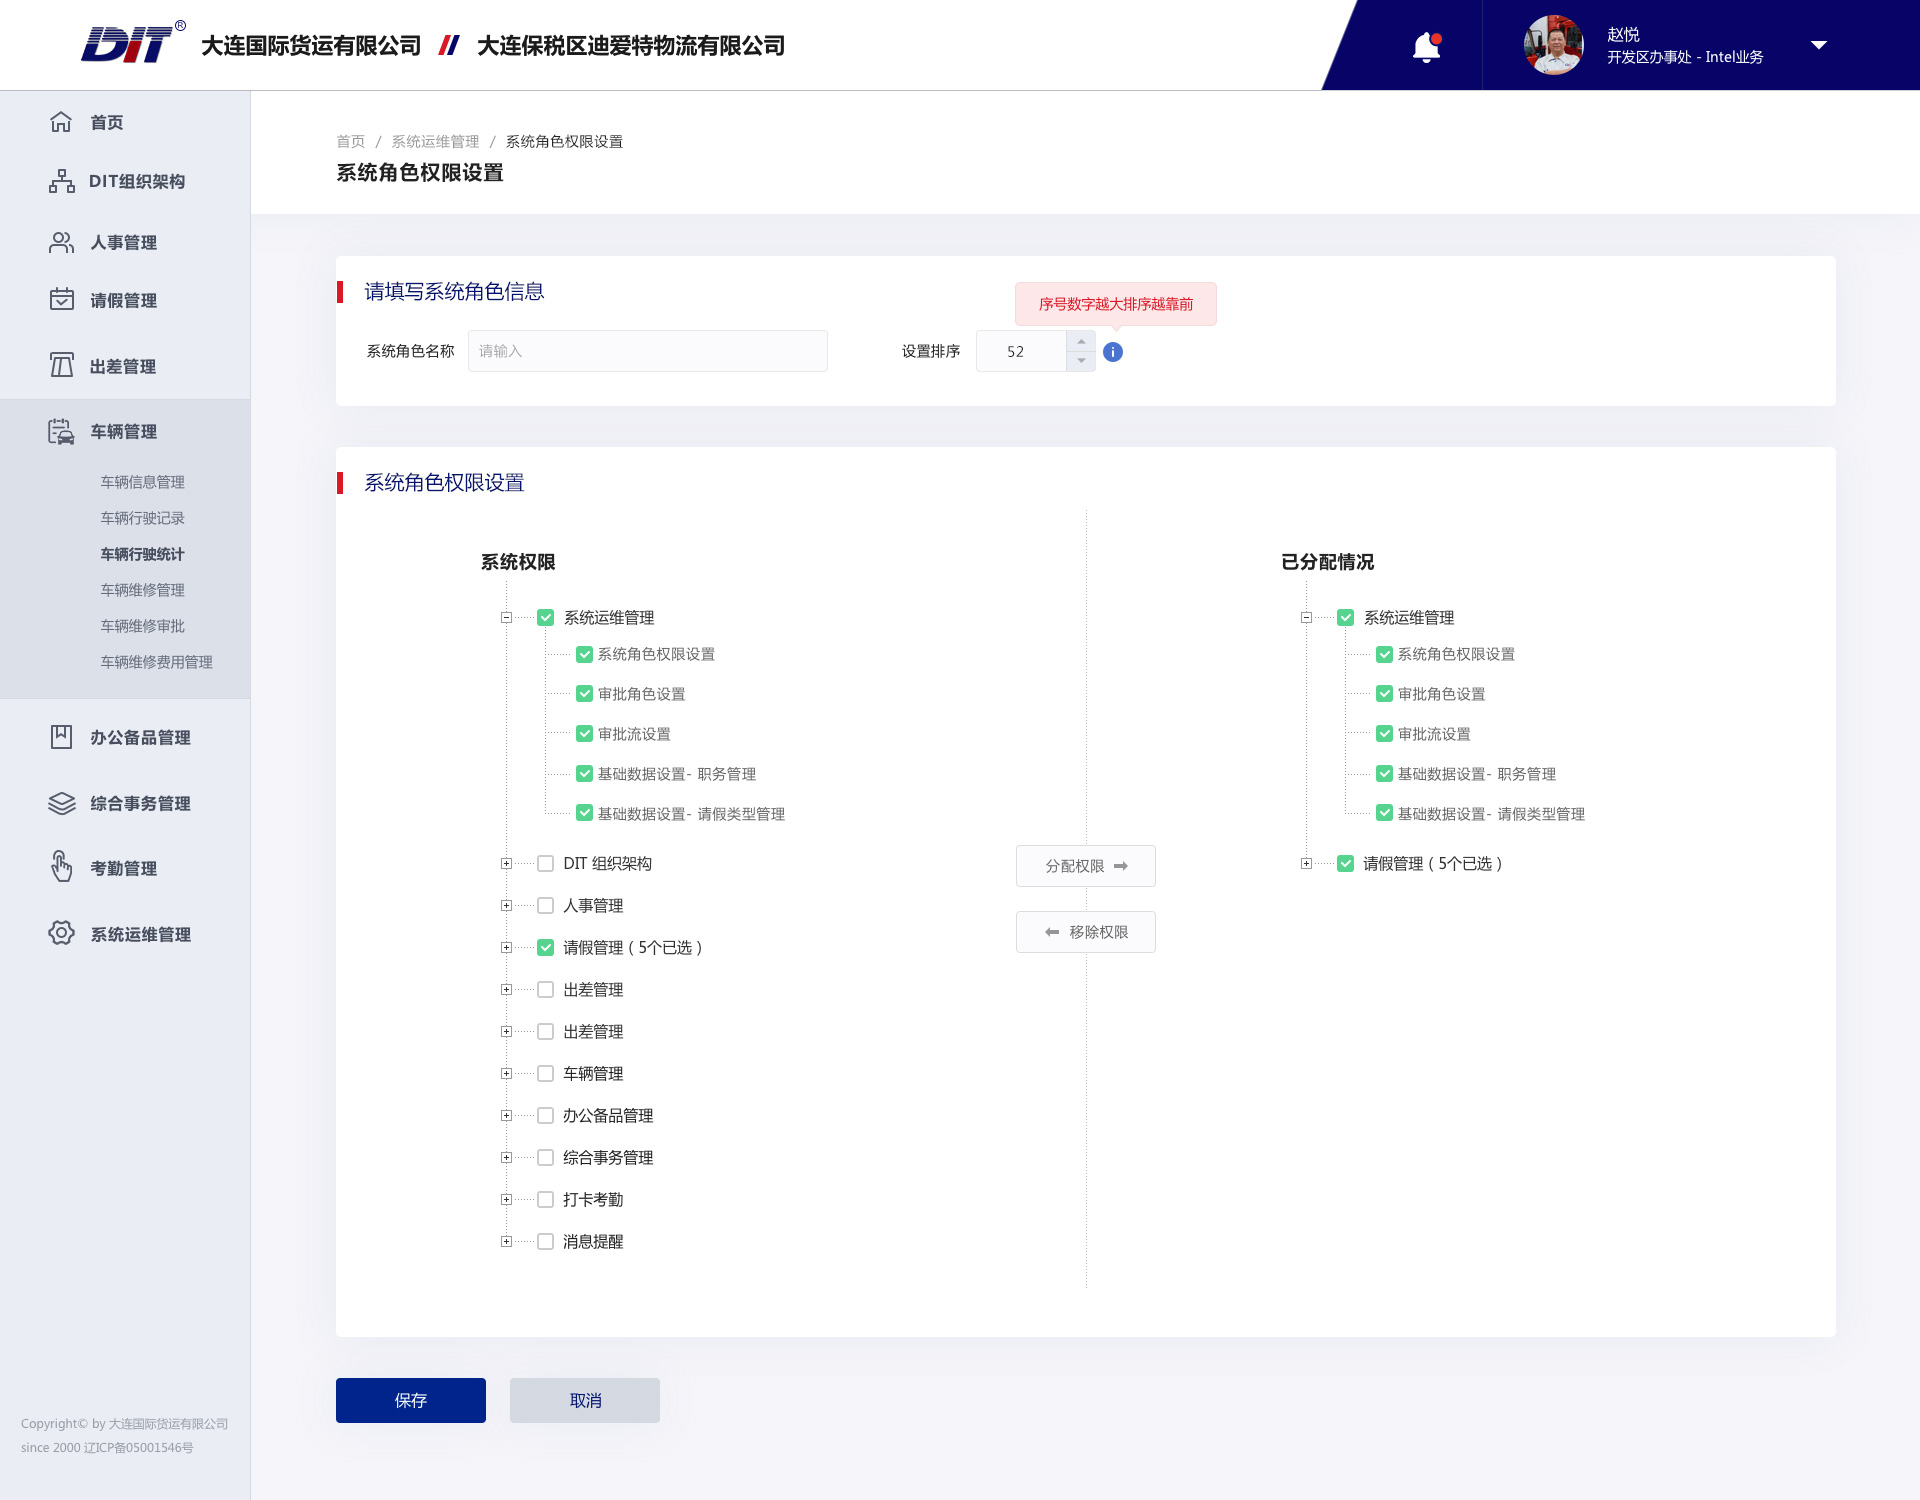 DIT®
大连国际货运有限公司 // 大连保税区迪爱特物流有限公司
赵悦
开发区办事处 - Intel业务
首页
DIT组织架构
人事管理
请假管理
出差管理
车辆管理
车辆信息管理
车辆行驶记录
车辆行驶统计
车辆维修管理
车辆维修审批
车辆维修费用管理
办公备品管理
综合事务管理
考勤管理
系统运维管理
Copyright© by 大连国际货运有限公司
since 2000 辽ICP备05001546号
首页 / 系统运维管理 / 系统角色权限设置
系统角色权限设置
请填写系统角色信息
序号数字越大排序越靠前
系统角色名称 请输入
设置排序 52
系统角色权限设置
系统权限
系统运维管理
系统角色权限设置
审批角色设置
审批流设置
基础数据设置- 职务管理
基础数据设置- 请假类型管理
DIT 组织架构
人事管理
请假管理（5个已选）
出差管理
出差管理
车辆管理
办公备品管理
综合事务管理
打卡考勤
消息提醒
分配权限
移除权限
已分配情况
系统运维管理
系统角色权限设置
审批角色设置
审批流设置
基础数据设置- 职务管理
基础数据设置- 请假类型管理
请假管理（5个已选）
保存
取消